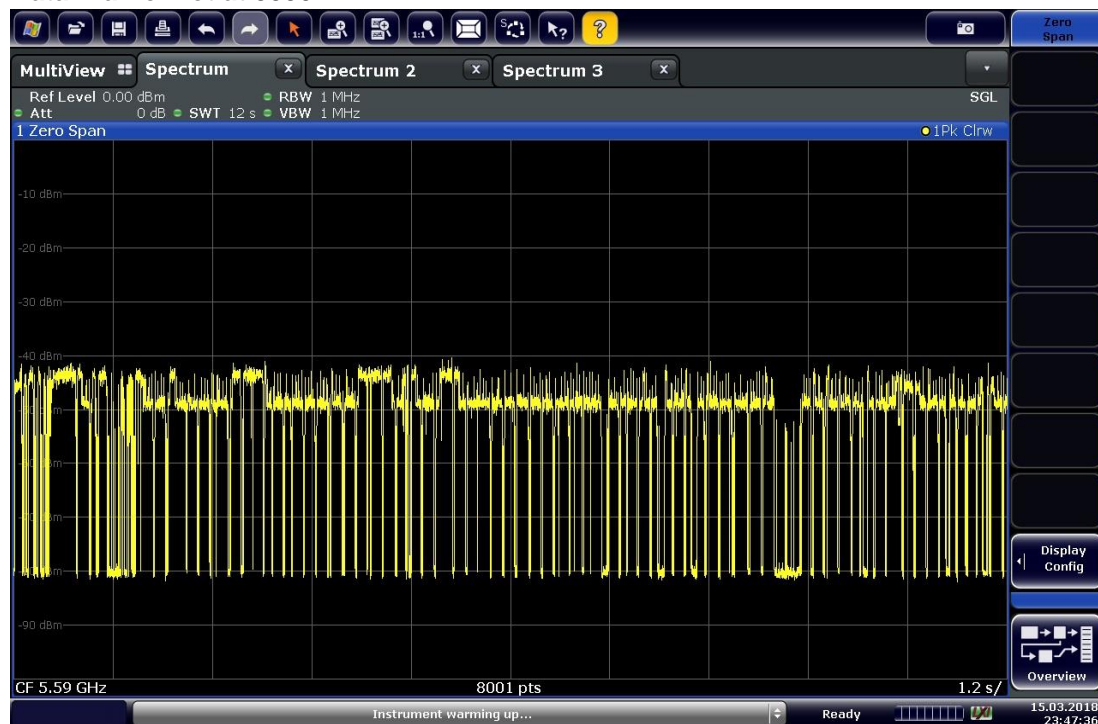 Zero
Span
MultiView Spectrum X Spectrum 2 X Spectrum 3 X
Ref Level 0.00 dBm RBW 1 MHz SGL
Att 0 dB SWT 12 s VBW 1 MHz
1 Zero Span 1Pk Clrw
-10 dBm
-20 dBm
-30 dBm
-40 dBm
-90 dBm
CF 5.59 GHz 8001 pts 1.2 s/
Display
Config
Overview
Instrument warming up... Ready 15.03.2018
23:47:36
1:1
S
?
?